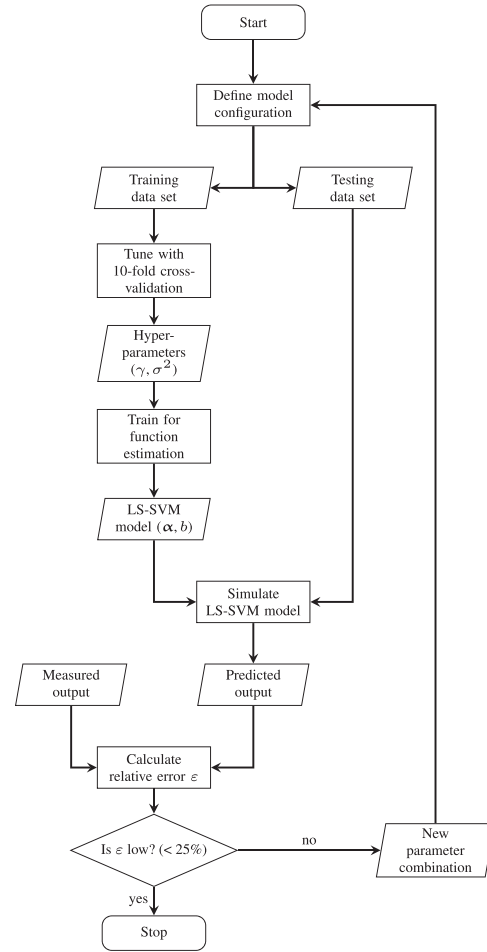 Start
Define model
configuration
Training
data set
Testing
data set
Tune with
10-fold cross-
validation
Hyper-
parameters
(γ, σ²)
Train for
function
estimation
LS-SVM
model (α, b)
Simulate
LS-SVM model
Measured
output
Predicted
output
Calculate
relative error ε
Is ε low? (< 25%)
no
New
parameter
combination
yes
Stop